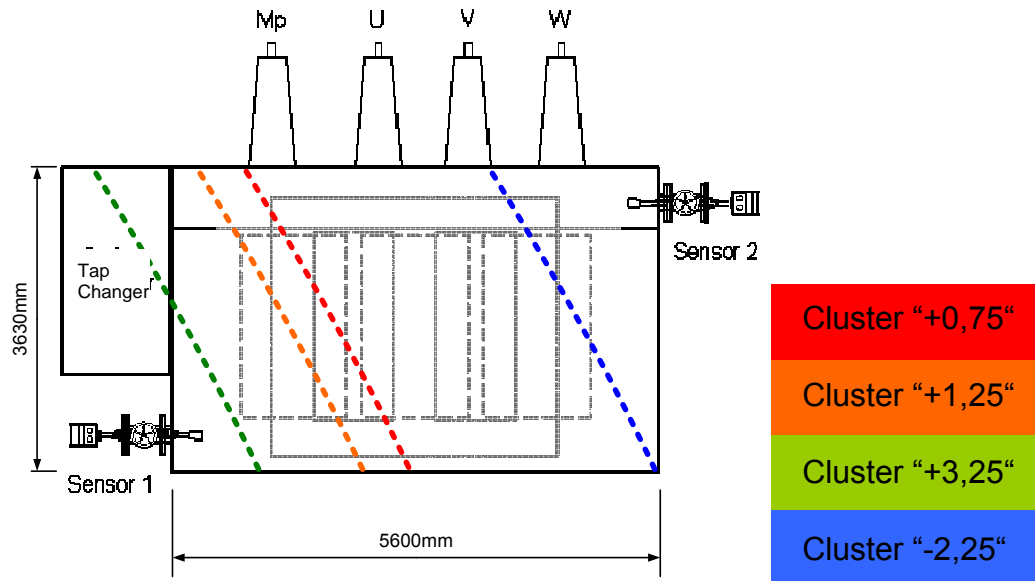 Mp U V W
Sensor 2
Tap
Changer
3630mm
Sensor 1
5600mm
Cluster “+0,75“
Cluster “+1,25“
Cluster “+3,25“
Cluster “-2,25“